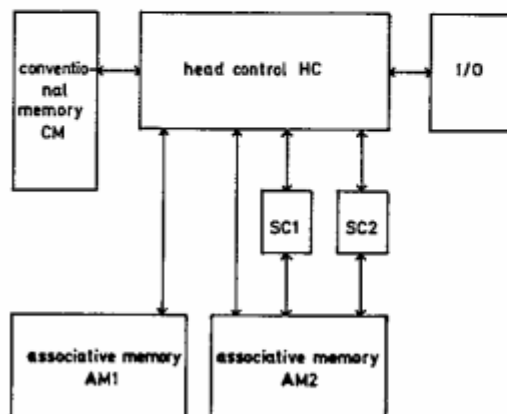 conventio
nal
memory
CM
head control HC
I/O
SC1
SC2
associative memory
AM1
associative memory
AM2